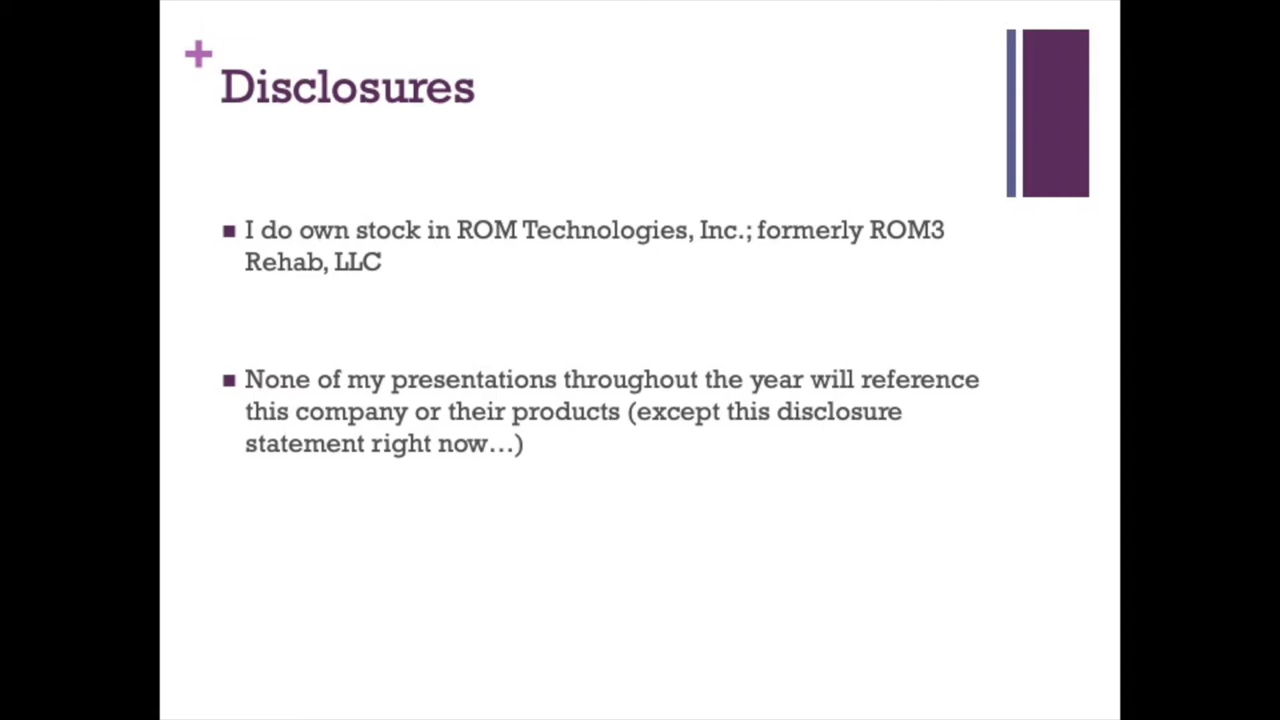 Disclosures
I do own stock in ROM Technologies, Inc.; formerly ROM3
Rehab, LLC
None of my presentations throughout the year will reference
this company or their products (except this disclosure
statement right now…)